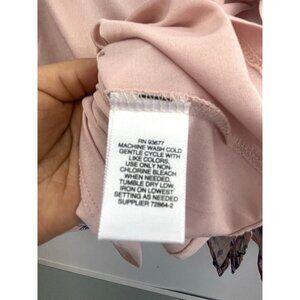 RN 93677
MACHINE WASH COLD
GENTLE CYCLE WITH
LIKE COLORS,
USE ONLY NON-
CHLORINE BLEACH
WHEN NEEDED,
TUMBLE DRY LOW,
IRON ON LOWEST
SETTING AS NEEDED
SUPPLIER 72864-2